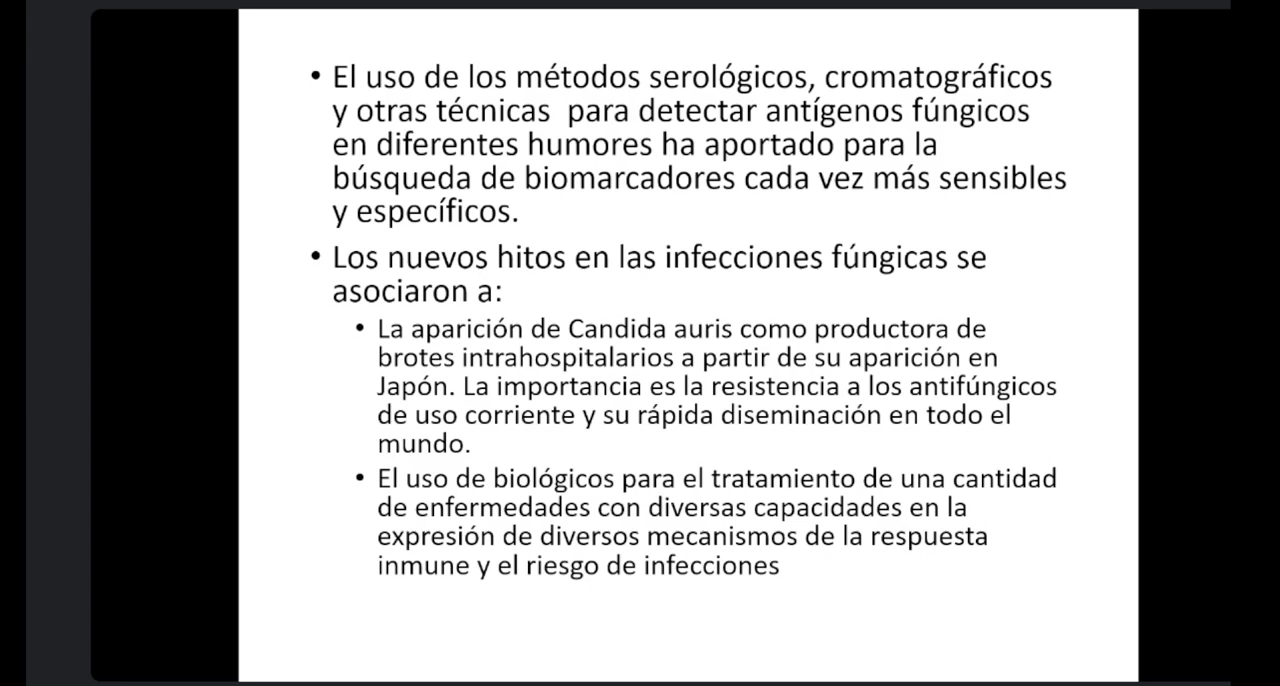 • El uso de los métodos serológicos, cromatográficos
y otras técnicas  para detectar antígenos fúngicos
en diferentes humores ha aportado para la
búsqueda de biomarcadores cada vez más sensibles
y específicos.
• Los nuevos hitos en las infecciones fúngicas se
asociaron a:
• La aparición de Candida auris como productora de
brotes intrahospitalarios a partir de su aparición en
Japón. La importancia es la resistencia a los antifúngicos
de uso corriente y su rápida diseminación en todo el
mundo.
• El uso de biológicos para el tratamiento de una cantidad
de enfermedades con diversas capacidades en la
expresión de diversos mecanismos de la respuesta
inmune y el riesgo de infecciones